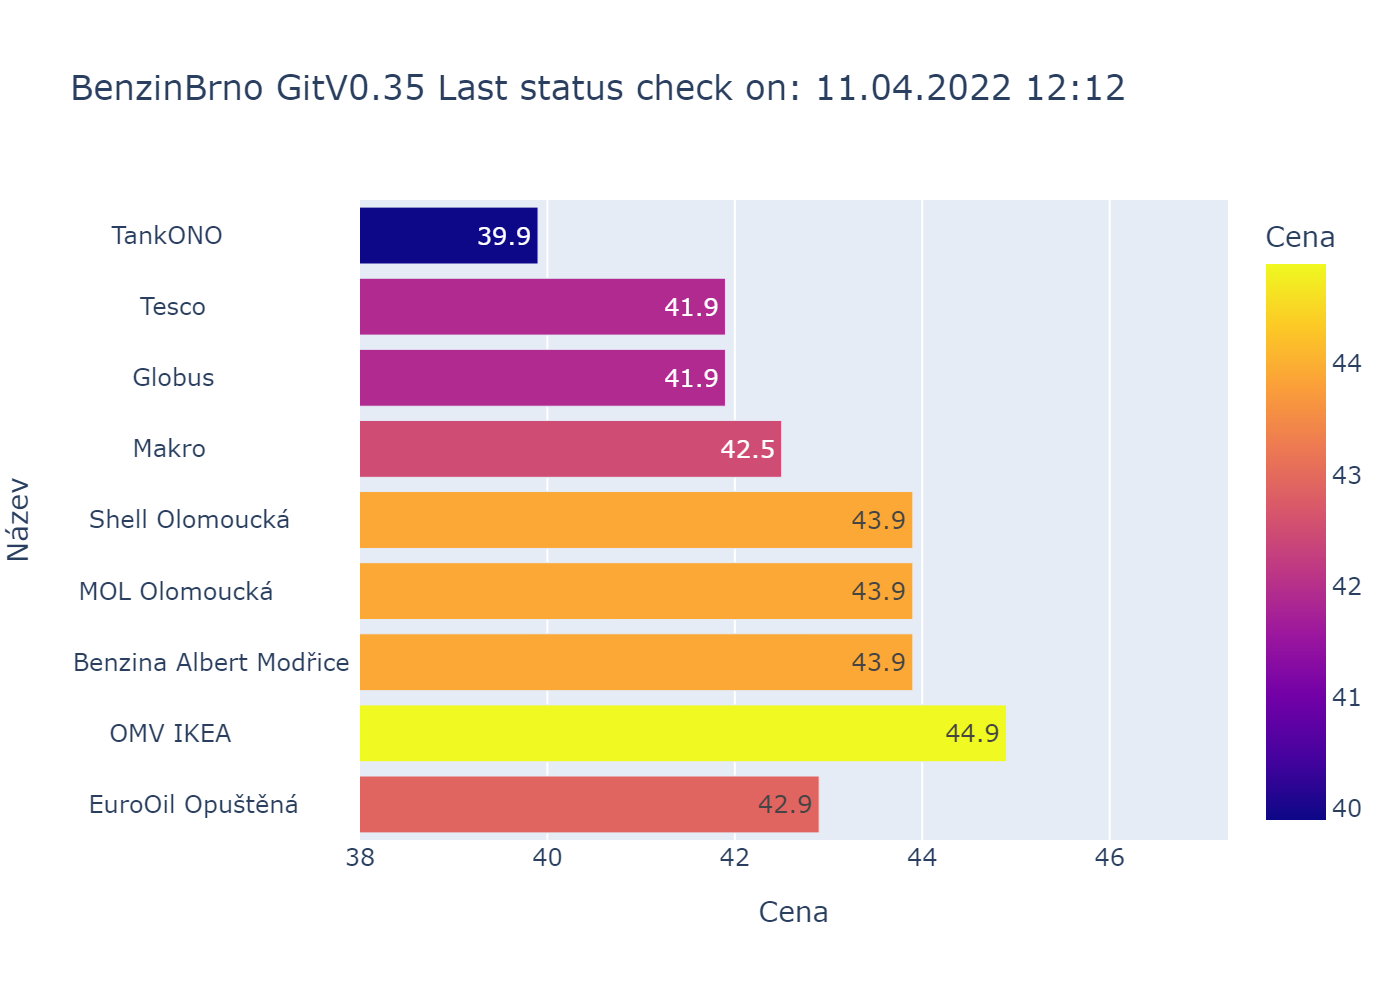 BenzinBrno GitV0.35 Last status check on: 11.04.2022 12:12
Název
TankONO 39.9
Tesco 41.9
Globus 41.9
Makro 42.5
Shell Olomoucká 43.9
MOL Olomoucká 43.9
Benzina Albert Modřice 43.9
OMV IKEA 44.9
EuroOil Opuštěná 42.9
38 40 42 44 46
Cena
Cena
44
43
42
41
40